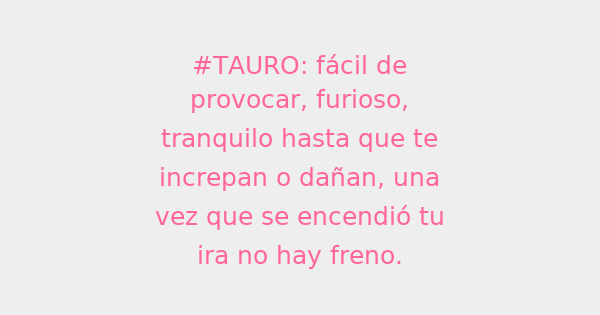 #TAURO: fácil de
provocar, furioso,
tranquilo hasta que te
increpan o dañan, una
vez que se encendió tu
ira no hay freno.